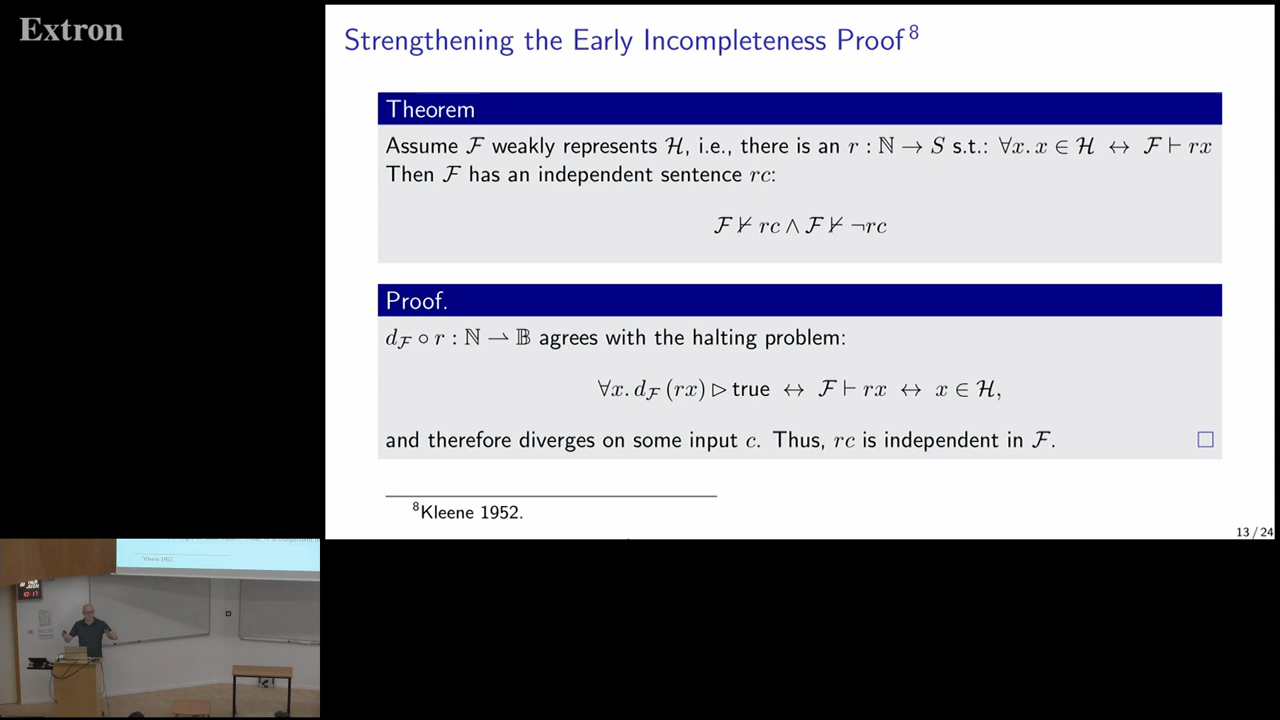 Extron
Strengthening the Early Incompleteness Proof⁸
Theorem
Assume 𝓕 weakly represents 𝓗, i.e., there is an r : ℕ → S s.t.: ∀x. x ∈ 𝓗 ↔ 𝓕 ⊢ rx
Then 𝓕 has an independent sentence rc:
𝓕 ⊬ rc ∧ 𝓕 ⊬ ¬rc
Proof.
d_𝓕 ∘ r : ℕ ⇀ 𝔹 agrees with the halting problem:
∀x. d_𝓕 (rx) ▷ true ↔ 𝓕 ⊢ rx ↔ x ∈ 𝓗,
and therefore diverges on some input c. Thus, rc is independent in 𝓕. □
⁸Kleene 1952.
13 / 24